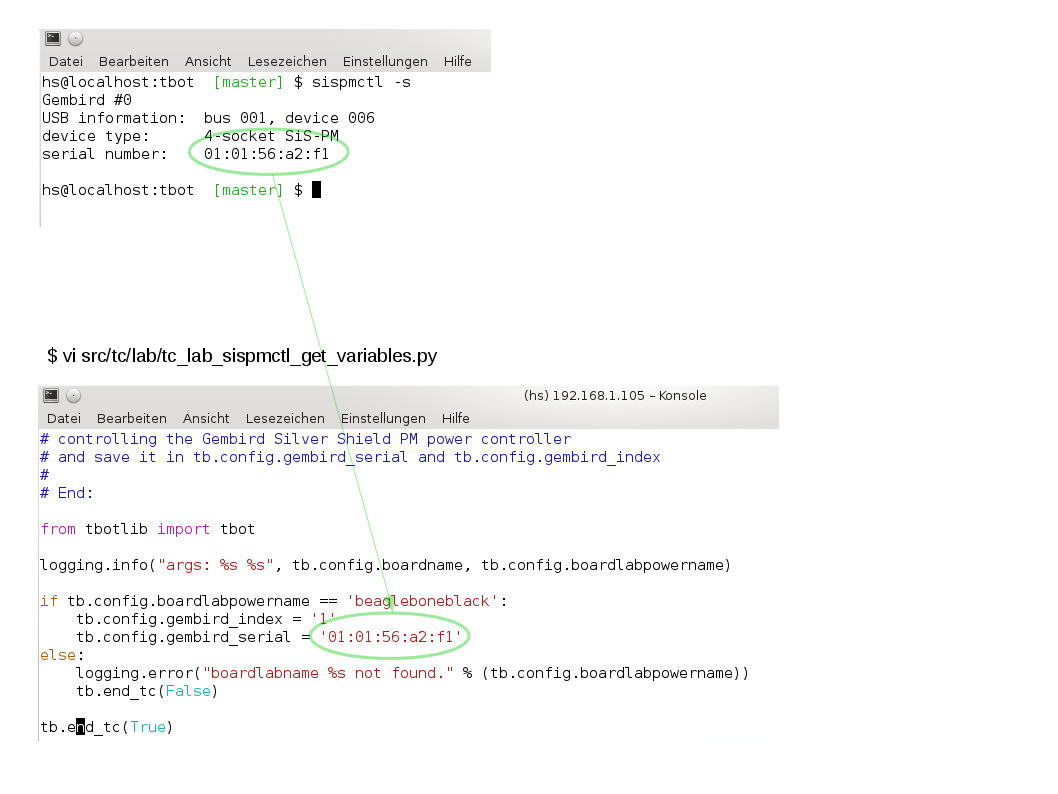 Datei Bearbeiten Ansicht Lesezeichen Einstellungen Hilfe
hs@localhost:tbot [master] $ sispmctl -s
Gembird #0
USB information: bus 001, device 006
device type: 4-socket SiS-PM
serial number: 01:01:56:a2:f1
hs@localhost:tbot [master] $
$ vi src/tc/lab/tc_lab_sispmctl_get_variables.py
(hs) 192.168.1.105 – Konsole
Datei Bearbeiten Ansicht Lesezeichen Einstellungen Hilfe
# controlling the Gembird Silver Shield PM power controller
# and save it in tb.config.gembird_serial and tb.config.gembird_index
#
# End:
from tbotlib import tbot
logging.info("args: %s %s", tb.config.boardname, tb.config.boardlabpowername)
if tb.config.boardlabpowername == 'beagleboneblack':
    tb.config.gembird_index = '1'
    tb.config.gembird_serial = '01:01:56:a2:f1'
else:
    logging.error("boardlabname %s not found." % (tb.config.boardlabpowername))
    tb.end_tc(False)
tb.end_tc(True)